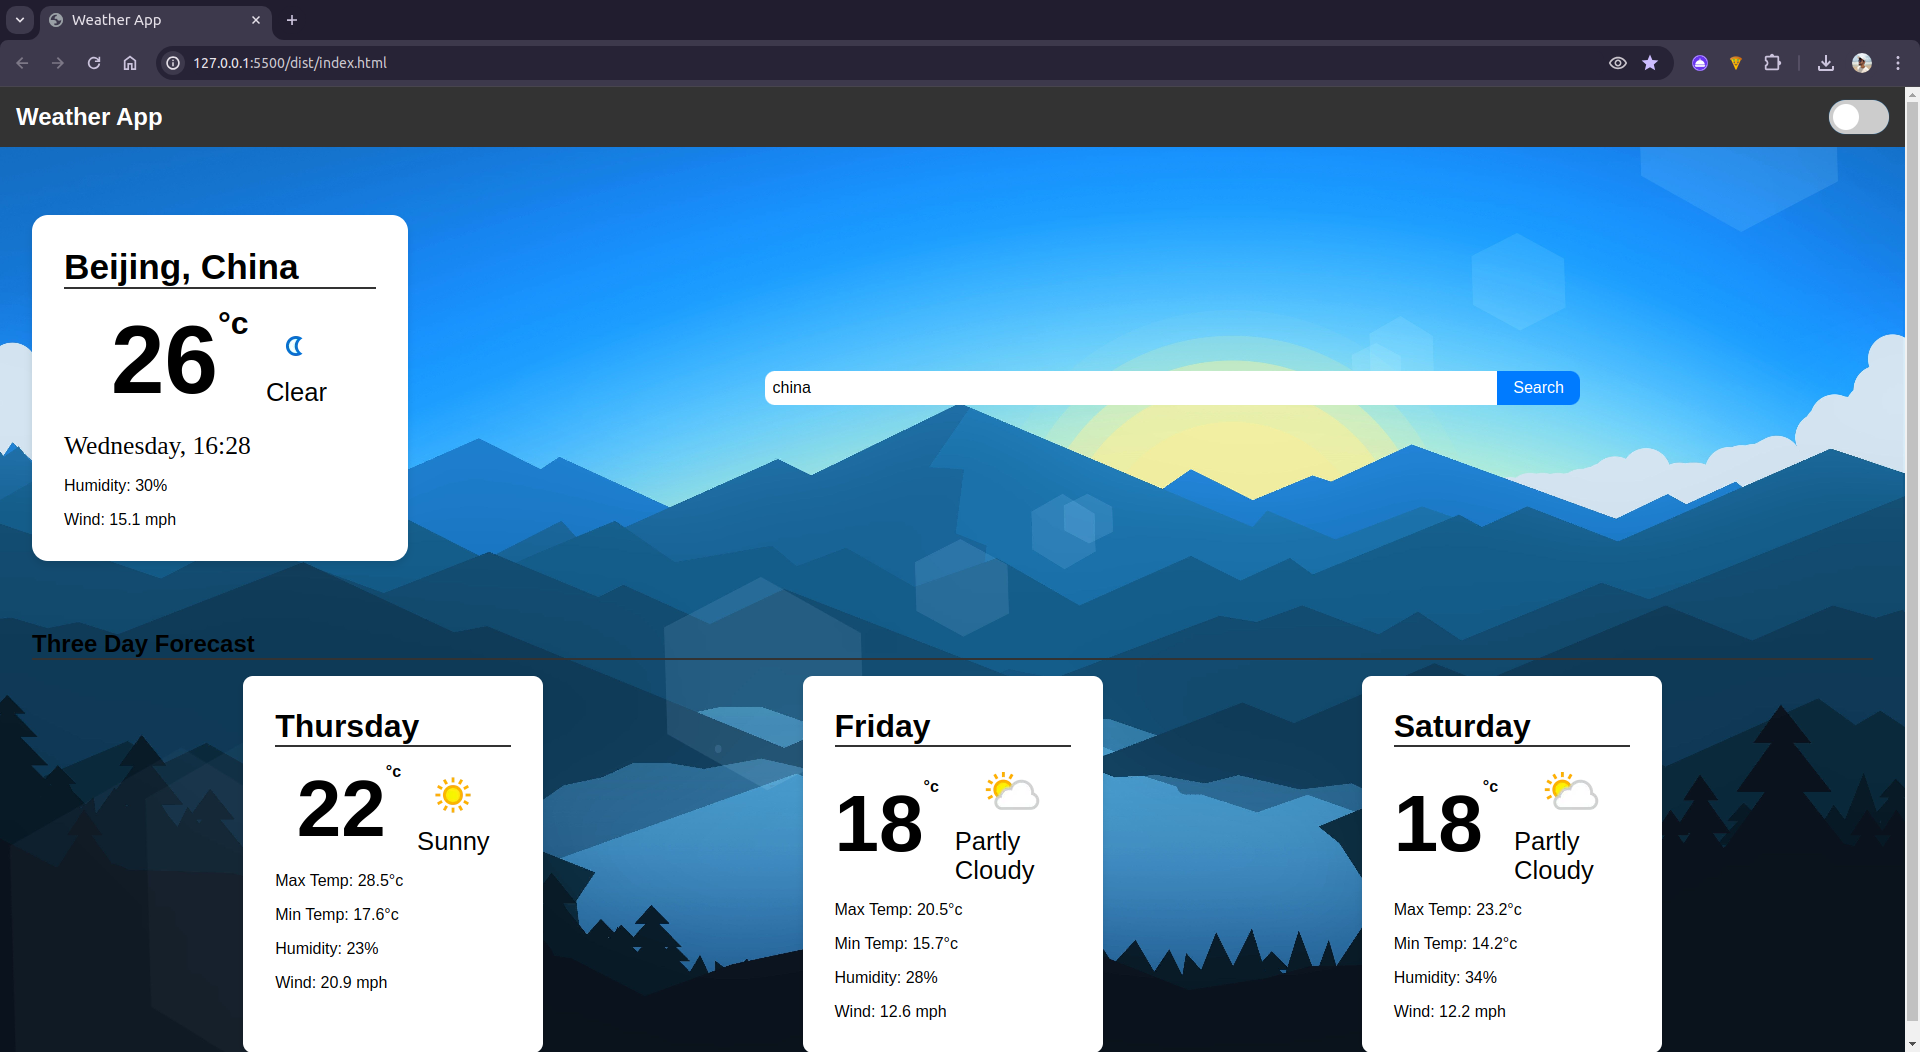 Weather App
127.0.0.1:5500/dist/index.html
Weather App
Beijing, China
26 °c
Clear
Wednesday, 16:28
Humidity: 30%
Wind: 15.1 mph
china
Search
Three Day Forecast
Thursday
22 °c
Sunny
Max Temp: 28.5°c
Min Temp: 17.6°c
Humidity: 23%
Wind: 20.9 mph
Friday
18 °c
Partly
Cloudy
Max Temp: 20.5°c
Min Temp: 15.7°c
Humidity: 28%
Wind: 12.6 mph
Saturday
18 °c
Partly
Cloudy
Max Temp: 23.2°c
Min Temp: 14.2°c
Humidity: 34%
Wind: 12.2 mph